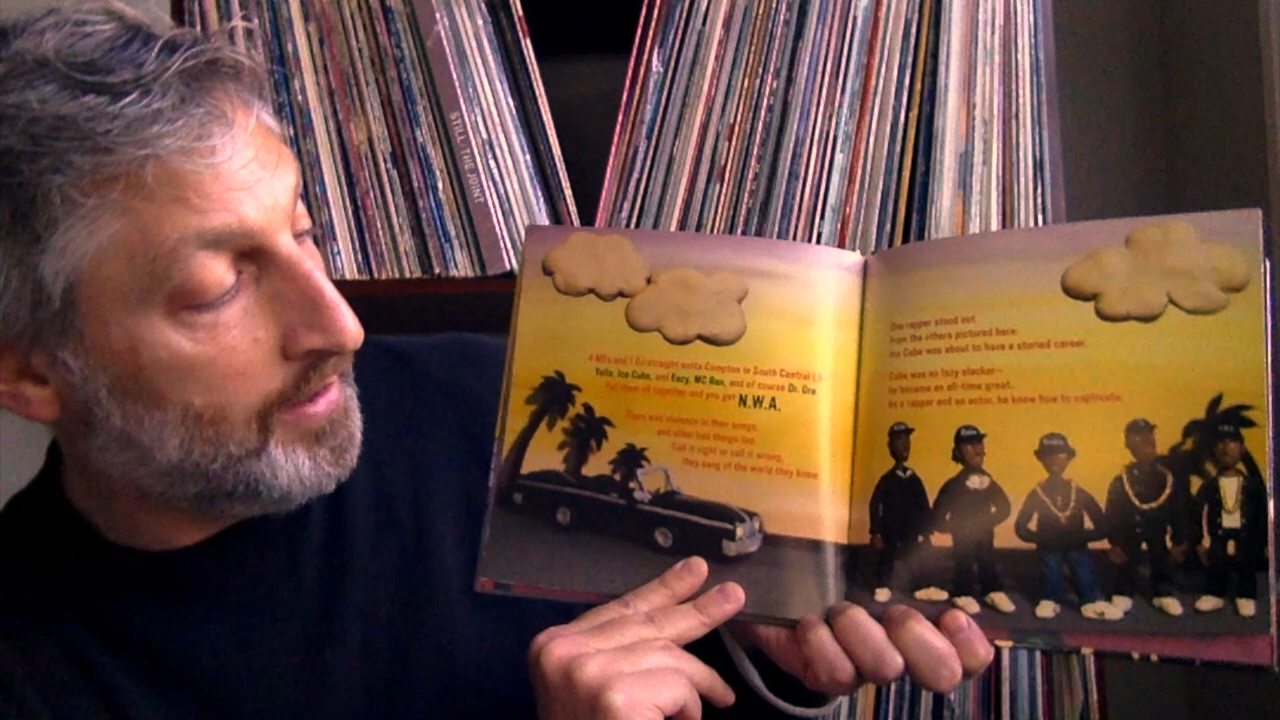 STILL THE JOINT
4 MCs and 1 DJ straight outta Compton in South Central
Yella, Ice Cube, and Eazy, MC Ren, and of course Dr. Dre.
Put them all together and you get N.W.A.
There was violence in their songs,
and other bad things too.
Call it right or call it wrong,
they sang of the world they knew
One rapper stood out
from the others pictured here.
Ice Cube was about to have a storied career.
Cube was no lazy slacker—
he became an all-time great.
As a rapper and an actor, he knew how to captivate.